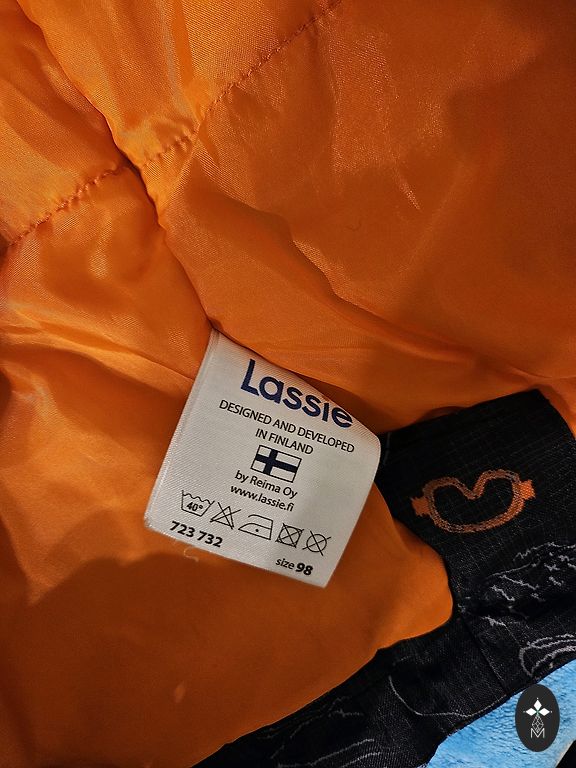 Lassie
DESIGNED AND DEVELOPED
IN FINLAND
by Reima Oy
www.lassie.fi
40°
723 732
size 98
M